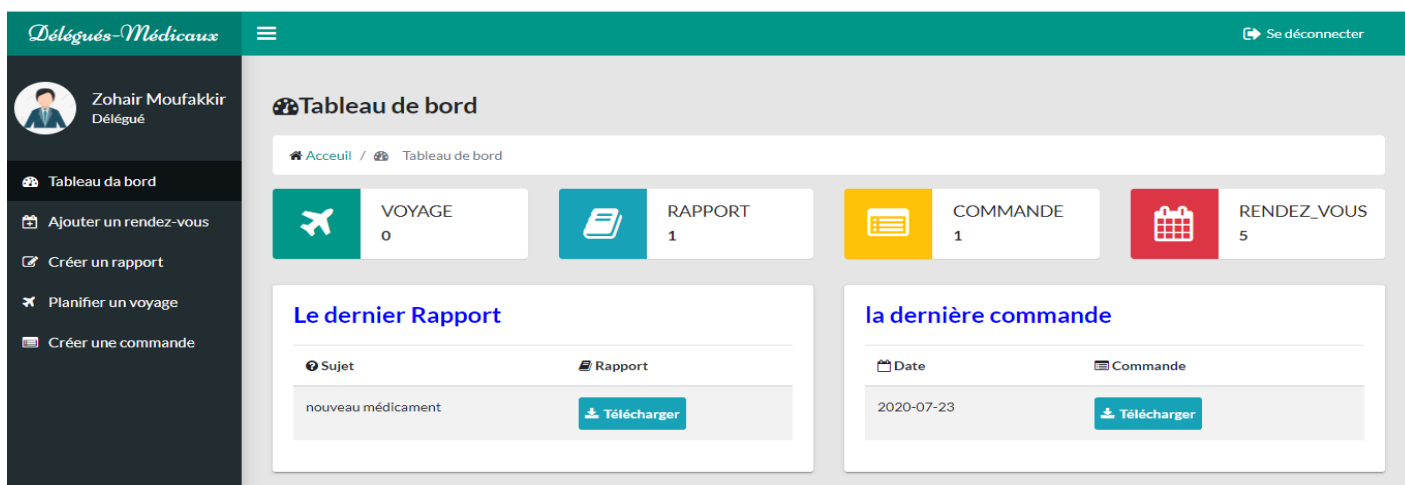 Délégués-Médicaux
Se déconnecter
Zohair Moufakkir
Délégué
Tableau da bord
Ajouter un rendez-vous
Créer un rapport
Planifier un voyage
Créer une commande
Tableau de bord
Acceuil / Tableau de bord
VOYAGE
0
RAPPORT
1
COMMANDE
1
RENDEZ_VOUS
5
Le dernier Rapport
Sujet Rapport
nouveau médicament Télécharger
la dernière commande
Date Commande
2020-07-23 Télécharger